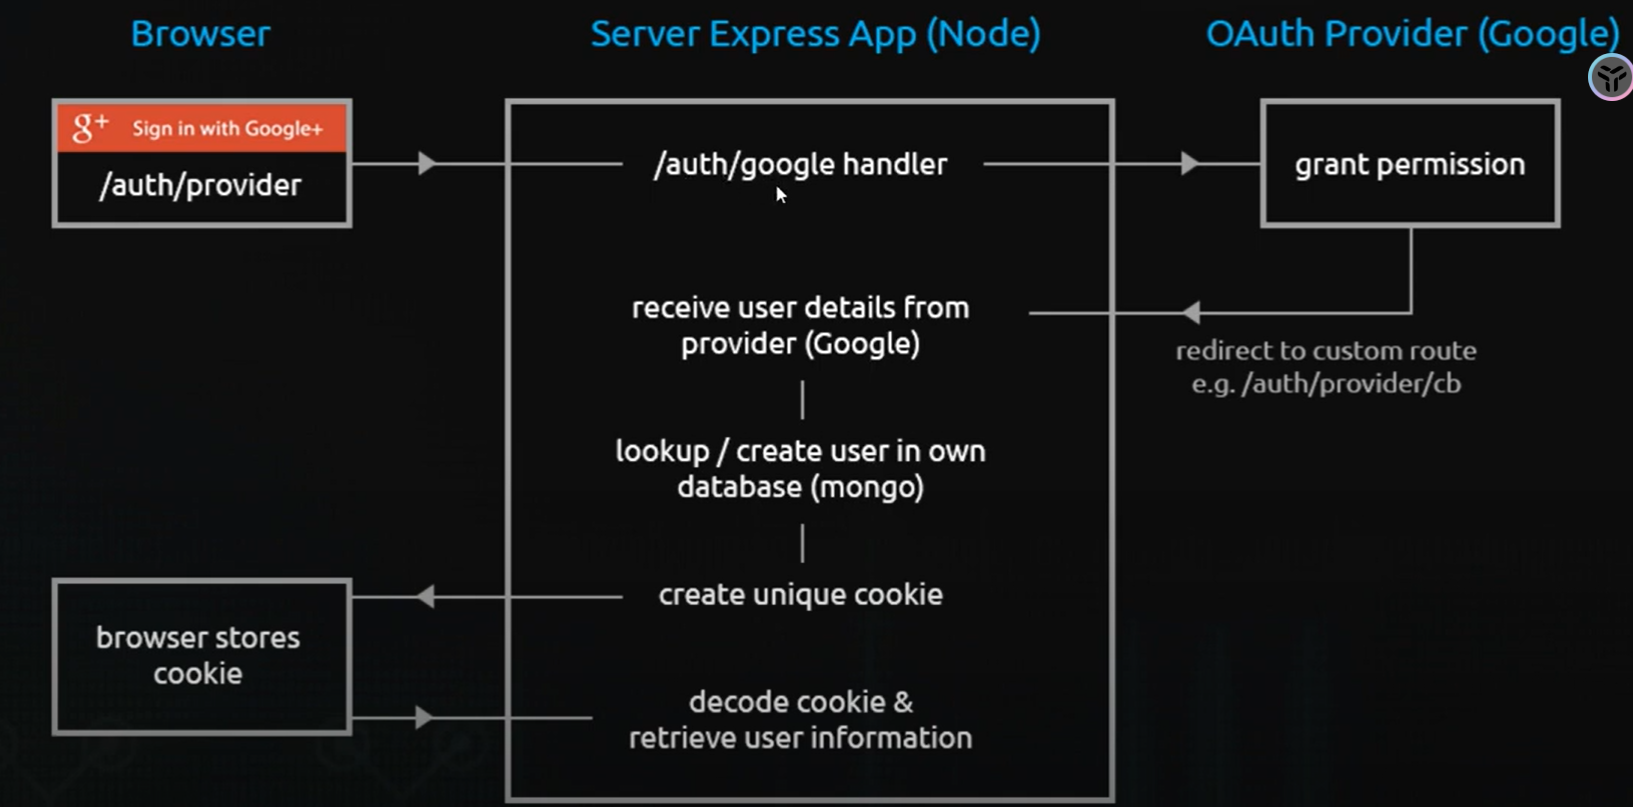 Browser
Server Express App (Node)
OAuth Provider (Google)
g+ Sign in with Google+
/auth/provider
/auth/google handler
grant permission
receive user details from
provider (Google)
redirect to custom route
e.g. /auth/provider/cb
lookup / create user in own
database (mongo)
create unique cookie
browser stores
cookie
decode cookie &
retrieve user information